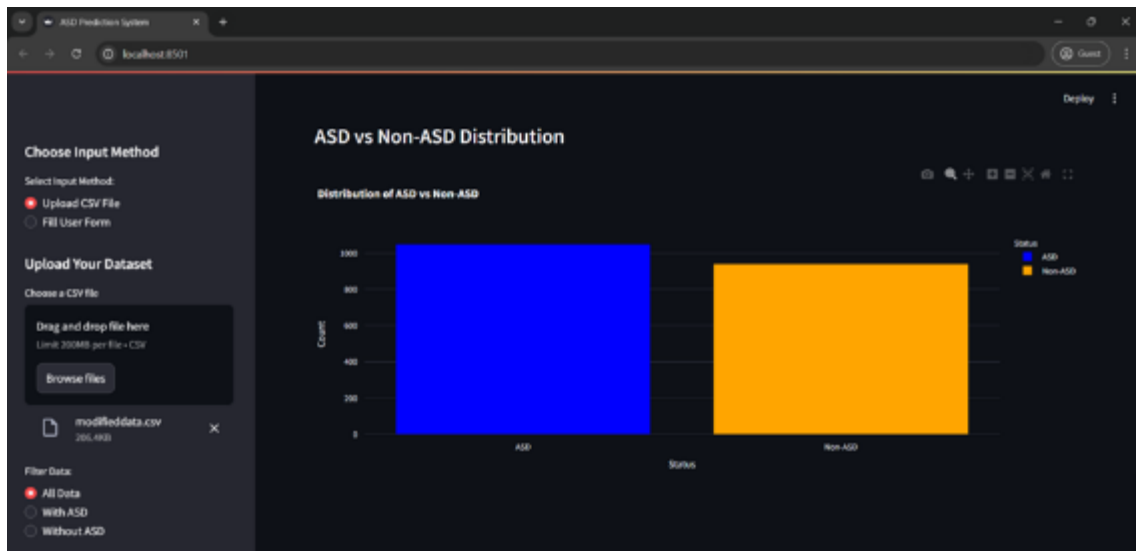 ASD Prediction System
localhost:8501
Guest
Deploy
Choose Input Method
Select Input Method:
Upload CSV File
Fill User Form
Upload Your Dataset
Choose a CSV file
Drag and drop file here
Limit 200MB per file • CSV
Browse files
modifieddata.csv
Filter Data:
All Data
With ASD
Without ASD
ASD vs Non-ASD Distribution
Distribution of ASD vs Non-ASD
1000
800
600
400
200
0
Count
ASD
Non-ASD
Status
Status
ASD
Non-ASD